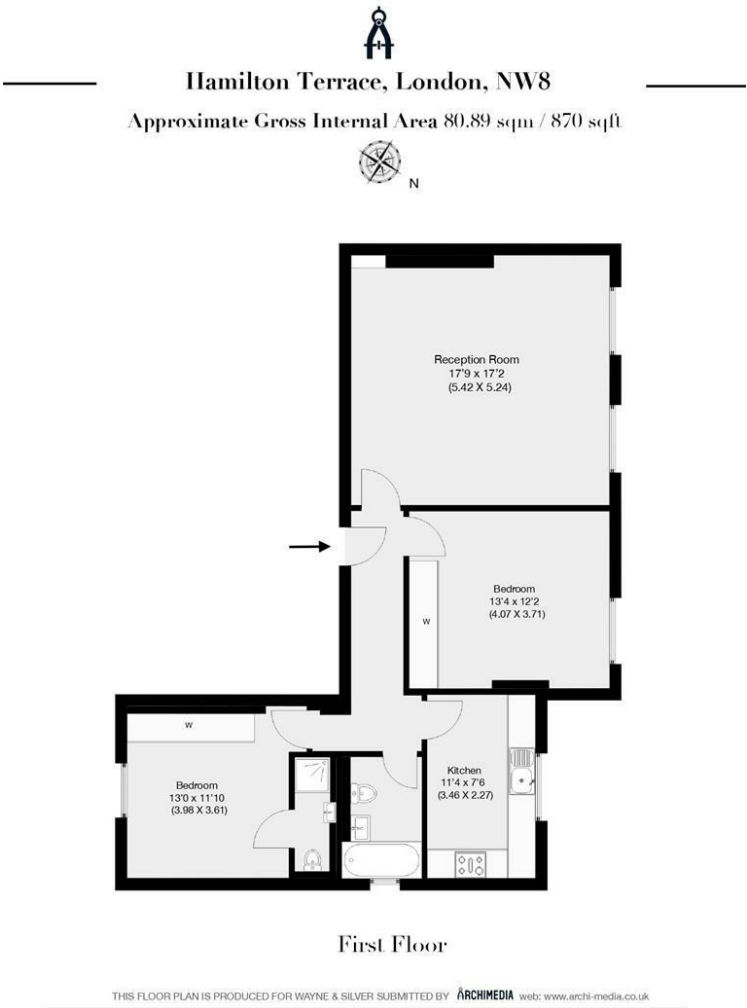 Hamilton Terrace, London, NW8
Approximate Gross Internal Area 80.89 sqm / 870 sqft
N
Reception Room
17'9 x 17'2
(5.42 X 5.24)
Bedroom
13'4 x 12'2
(4.07 X 3.71)
W
W
Bedroom
13'0 x 11'10
(3.98 X 3.61)
Kitchen
11'4 x 7'6
(3.46 X 2.27)
First Floor
THIS FLOOR PLAN IS PRODUCED FOR WAYNE & SILVER SUBMITTED BY ARCHIMEDIA web: www.archi-media.co.uk